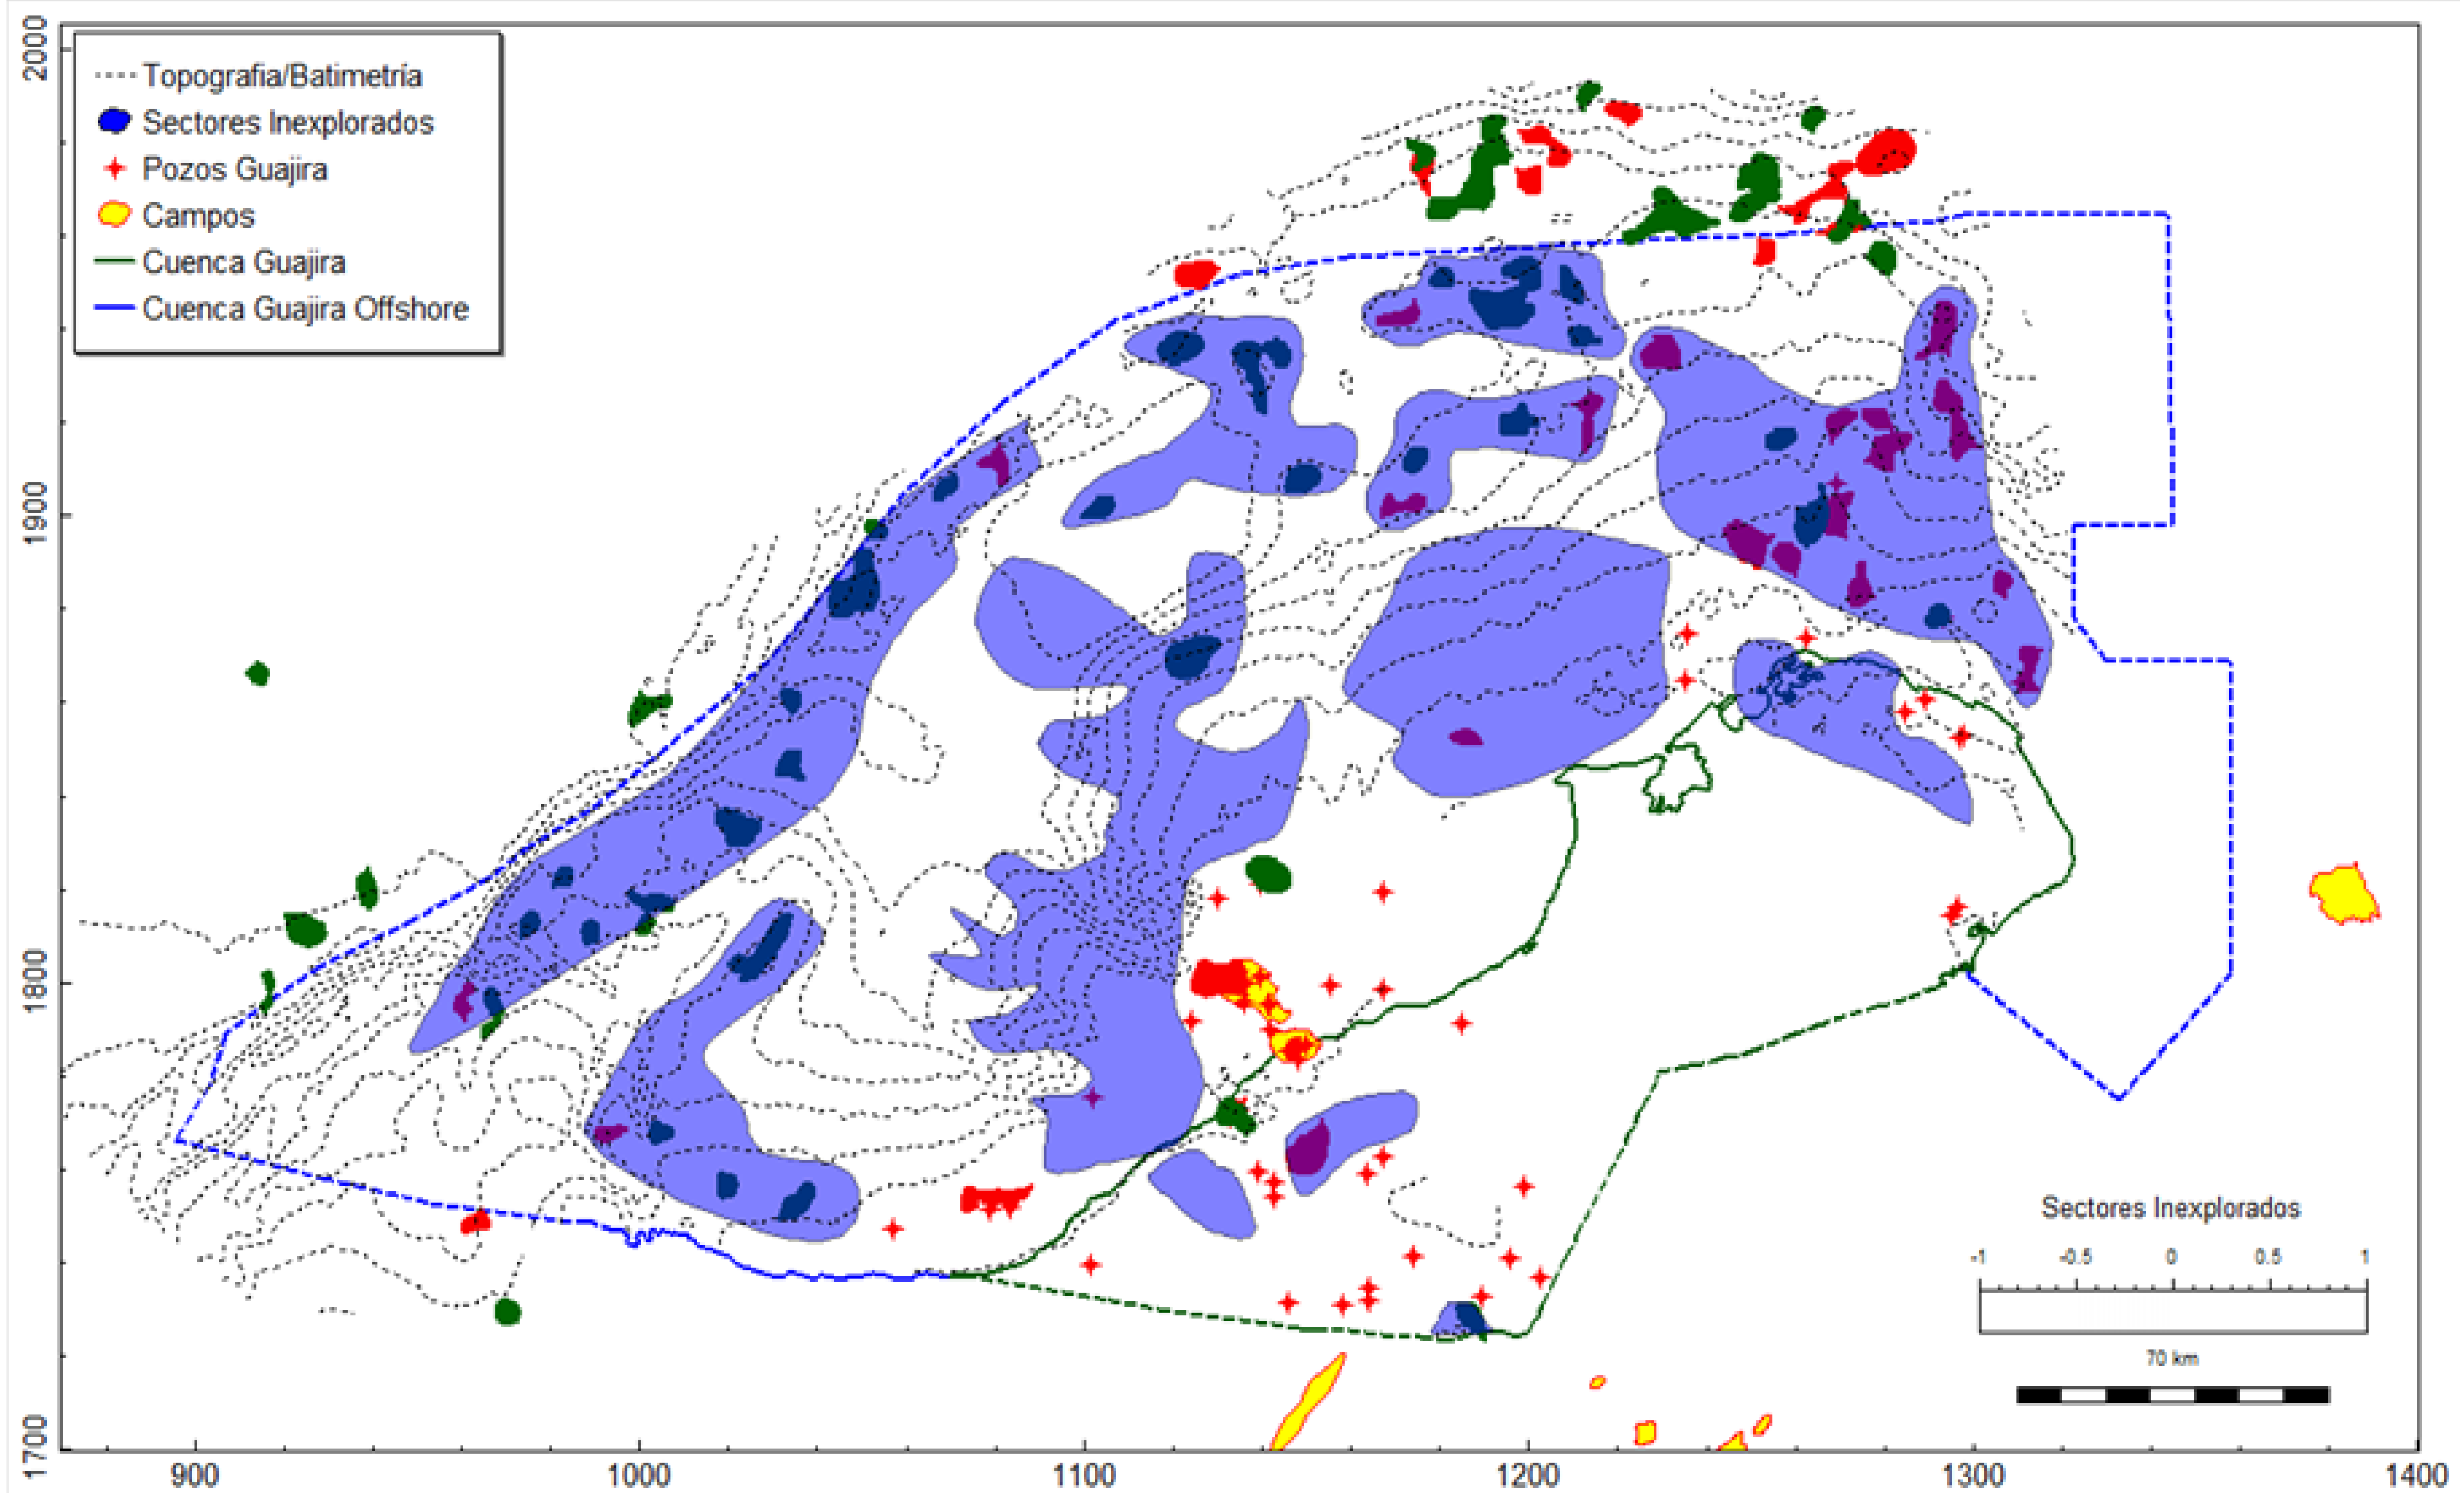 Topografia/Batimetría
Sectores Inexplorados
Pozos Guajira
Campos
Cuenca Guajira
Cuenca Guajira Offshore
2000
1900
1800
1700
900
1000
1100
1200
1300
1400
Sectores Inexplorados
-1 -0.5 0 0.5 1
70 km